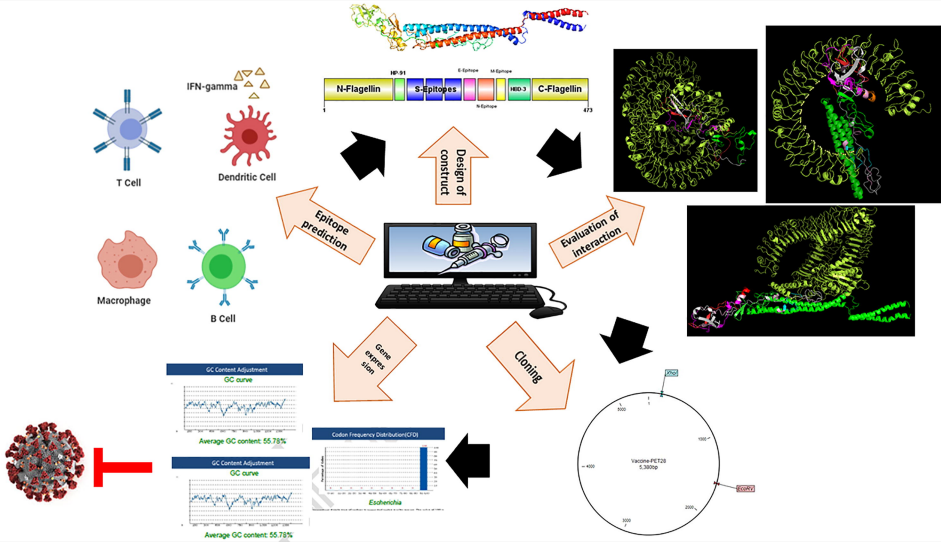 IFN-gamma
T Cell
Dendritic Cell
Macrophage
B Cell
HP-91
S-Epitope
M-Epitope
N-Flagellin
S-Epitopes
HBD-3
C-Flagellin
N-Epitope
1
473
Design of
construct
Epitope
prediction
Evaluation of
Interaction
Gene
expres
sion
Cloning
GC Content Adjustment
GC curve
Average GC content: 55.78%
GC Content Adjustment
GC curve
Average GC content: 55.78%
Codon Frequency Distribution(CFD)
Escherichia
XhoI
1
5000
1500
4000
Vaccine-PET28
5,380bp
EcoRV
2000
3000